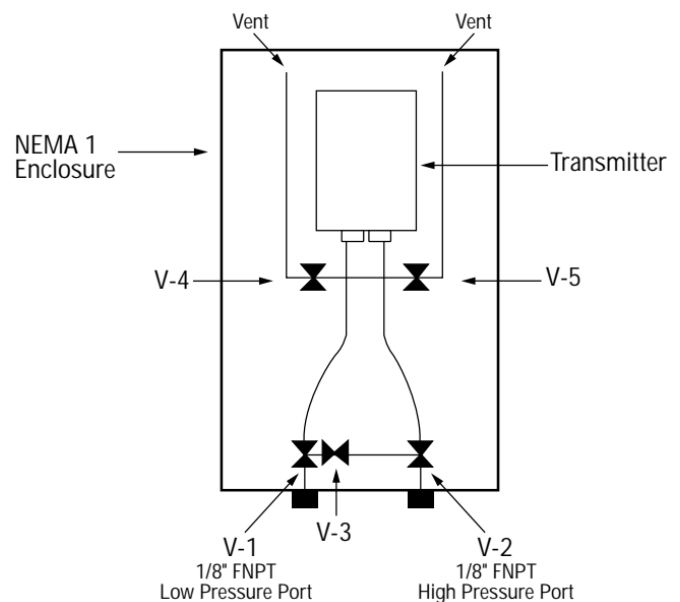 Vent
Vent
NEMA 1
Enclosure
Transmitter
V-4
V-5
V-3
V-1
1/8" FNPT
Low Pressure Port
V-2
1/8" FNPT
High Pressure Port